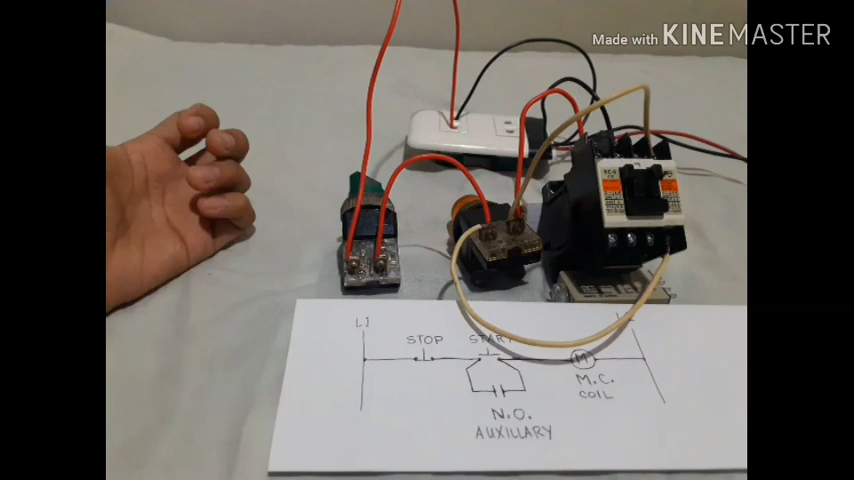 Made with KINEMASTER
L1
STOP START
M
M.C.
COIL
N.O.
AUXILLARY